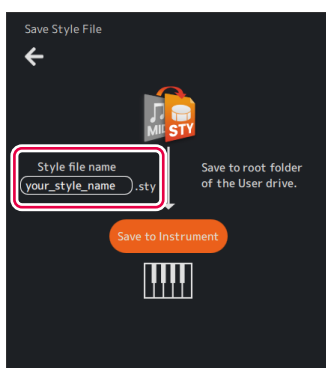 Save Style File
MID
STY
Style file name
your_style_name .sty
Save to root folder
of the User drive.
Save to Instrument